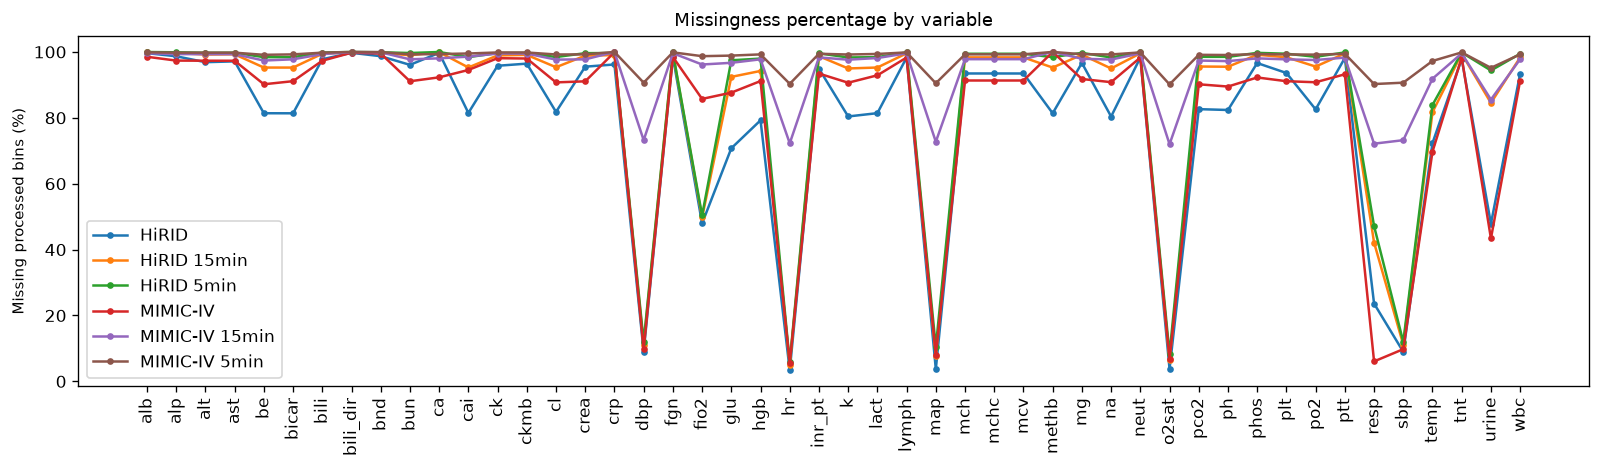 Missingness percentage by variable
Missing processed bins (%)
100
80
60
40
20
0
HiRID
HiRID 15min
HiRID 5min
MIMIC-IV
MIMIC-IV 15min
MIMIC-IV 5min
alb
alp
alt
ast
be
bicar
bili
bili_dir
bnd
bun
ca
cai
ck
ckmb
cl
crea
crp
dbp
fgn
fio2
glu
hgb
hr
inr_pt
k
lact
lymph
map
mch
mchc
mcv
methb
mg
na
neut
o2sat
pco2
ph
phos
plt
po2
ptt
resp
sbp
temp
tnt
urine
wbc